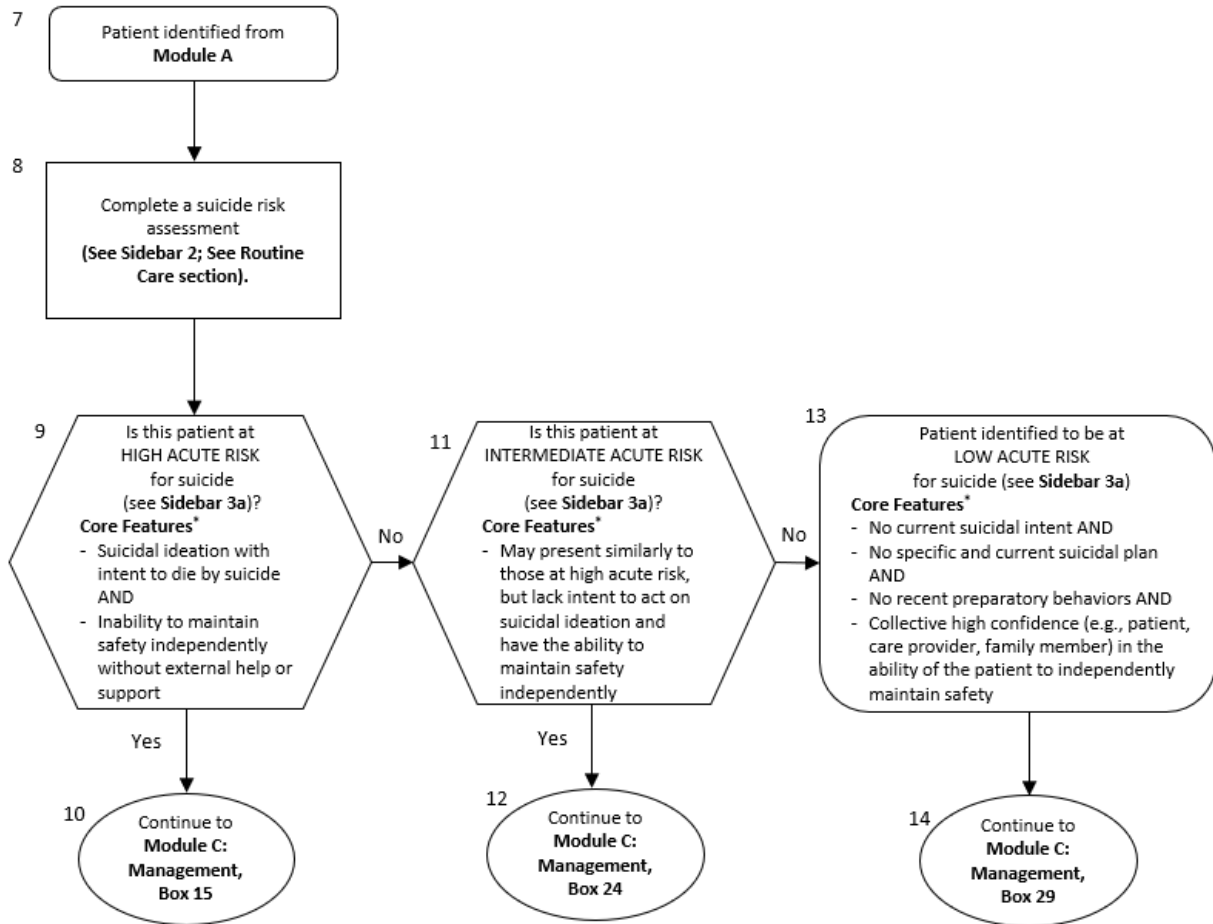 7
Patient identified from
Module A
8
Complete a suicide risk
assessment
(See Sidebar 2; See Routine
Care section).
9
Is this patient at
HIGH ACUTE RISK
for suicide
(see Sidebar 3a)?
Core Features*
- Suicidal ideation with
intent to die by suicide
AND
- Inability to maintain
safety independently
without external help or
support
No
Yes
10
Continue to
Module C:
Management,
Box 15
11
Is this patient at
INTERMEDIATE ACUTE RISK
for suicide
(see Sidebar 3a)?
Core Features*
- May present similarly to
those at high acute risk,
but lack intent to act on
suicidal ideation and
have the ability to
maintain safety
independently
No
Yes
12
Continue to
Module C:
Management,
Box 24
13
Patient identified to be at
LOW ACUTE RISK
for suicide (see Sidebar 3a)
Core Features*
- No current suicidal intent AND
- No specific and current suicidal plan
AND
- No recent preparatory behaviors AND
- Collective high confidence (e.g., patient,
care provider, family member) in the
ability of the patient to independently
maintain safety
14
Continue to
Module C:
Management,
Box 29